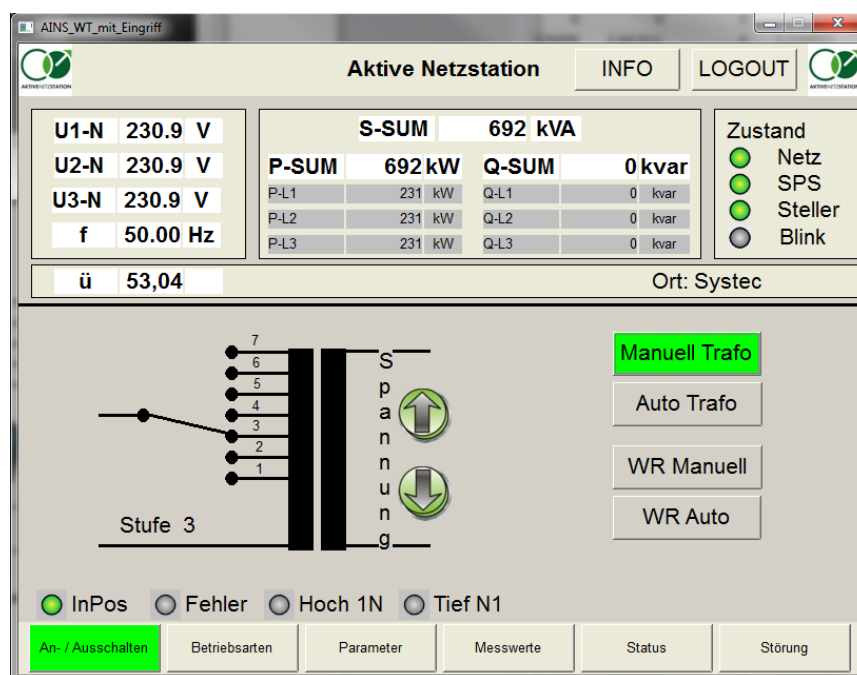 AINS_WT_mit_Eingriff
Aktive Netzstation
INFO
LOGOUT
AKTIVE NETZSTATION
AKTIVE NETZSTATION
U1-N 230.9 V
U2-N 230.9 V
U3-N 230.9 V
f 50.00 Hz
S-SUM 692 kVA
P-SUM 692 kW Q-SUM 0 kvar
P-L1 231 kW Q-L1 0 kvar
P-L2 231 kW Q-L2 0 kvar
P-L3 231 kW Q-L3 0 kvar
Zustand
Netz
SPS
Steller
Blink
ü 53,04
Ort: Systec
7
6
5
4
3
2
1
Stufe 3
Spannung
Manuell Trafo
Auto Trafo
WR Manuell
WR Auto
InPos Fehler Hoch 1N Tief N1
An- / Ausschalten Betriebsarten Parameter Messwerte Status Störung